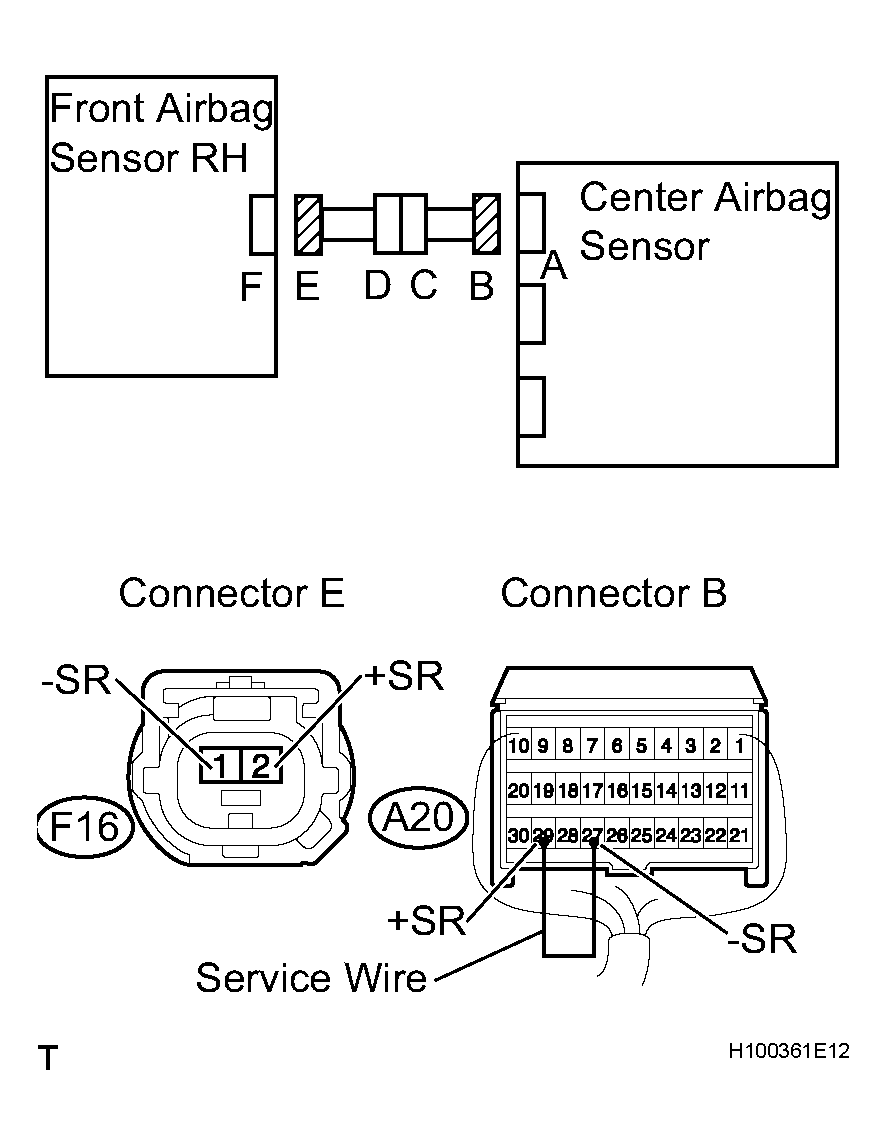 Front Airbag
Sensor RH
Center Airbag
Sensor
A
F E D C B
Connector E Connector B
-SR +SR
1 2
10 9 8 7 6 5 4 3 2 1
20 19 18 17 16 15 14 13 12 11
30 29 28 27 26 25 24 23 22 21
F16 A20
+SR
-SR
Service Wire
T
H100361E12